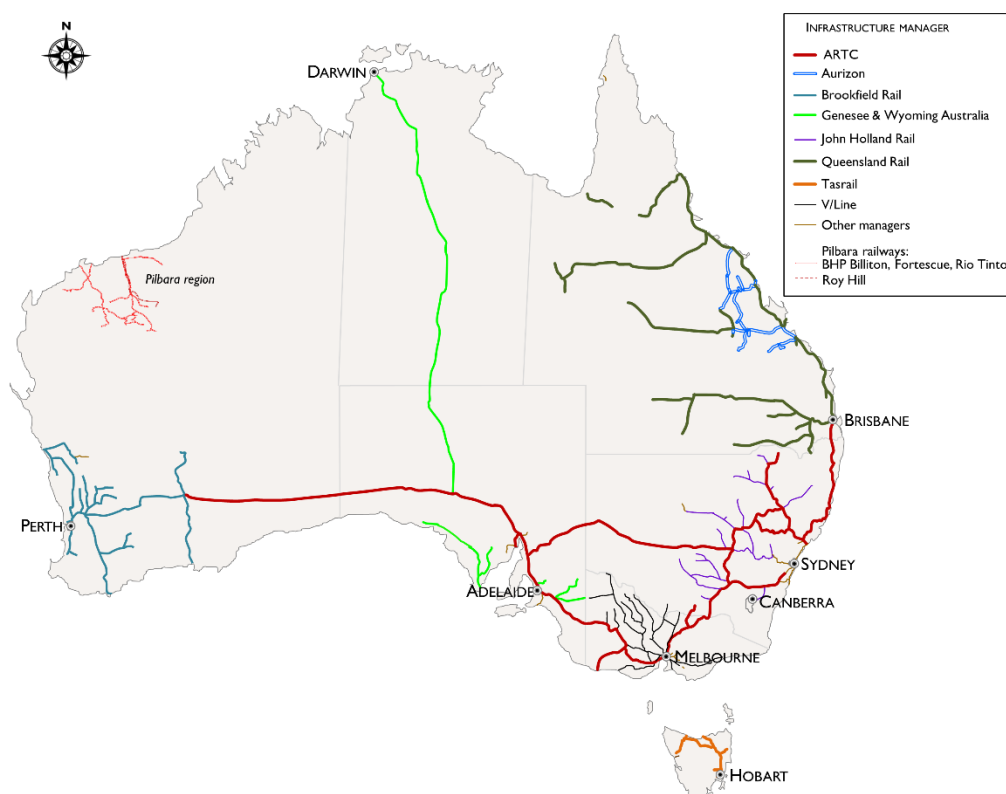 N
INFRASTRUCTURE MANAGER
ARTC
Aurizon
Brookfield Rail
Genesee & Wyoming Australia
John Holland Rail
Queensland Rail
Tasrail
V/Line
Other managers
Pilbara railways:
BHP Billiton, Fortescue, Rio Tinto
Roy Hill
DARWIN
Pilbara region
BRISBANE
PERTH
SYDNEY
ADELAIDE
CANBERRA
MELBOURNE
HOBART